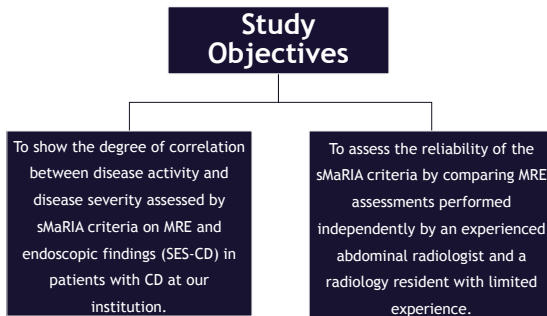 Study
Objectives
To show the degree of correlation
between disease activity and
disease severity assessed by
sMaRIA criteria on MRE and
endoscopic findings (SES-CD) in
patients with CD at our
institution.
To assess the reliability of the
sMaRIA criteria by comparing MRE
assessments performed
independently by an experienced
abdominal radiologist and a
radiology resident with limited
experience.